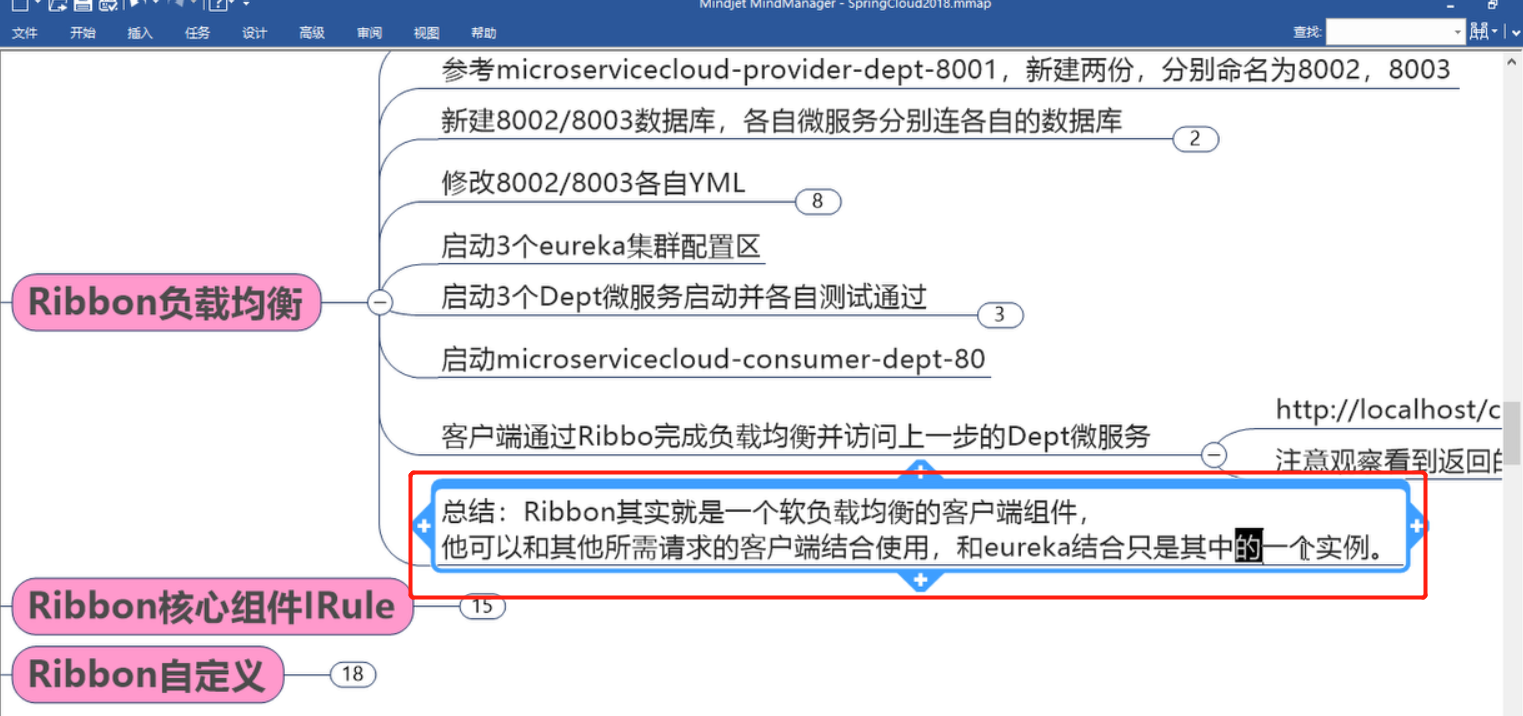 Mindjet MindManager - SpringCloud2018.mmap
文件 开始 插入 任务 设计 高级 审阅 视图 帮助 查找:
参考microservicecloud-provider-dept-8001，新建两份，分别命名为8002，8003
新建8002/8003数据库，各自微服务分别连各自的数据库 2
修改8002/8003各自YML 8
启动3个eureka集群配置区
Ribbon负载均衡
启动3个Dept微服务启动并各自测试通过 3
启动microservicecloud-consumer-dept-80
http://localhost/c
客户端通过Ribbo完成负载均衡并访问上一步的Dept微服务
注意观察看到返回的
总结：Ribbon其实就是一个软负载均衡的客户端组件，
他可以和其他所需请求的客户端结合使用，和eureka结合只是其中的一个实例。
Ribbon核心组件IRule 15
Ribbon自定义 18